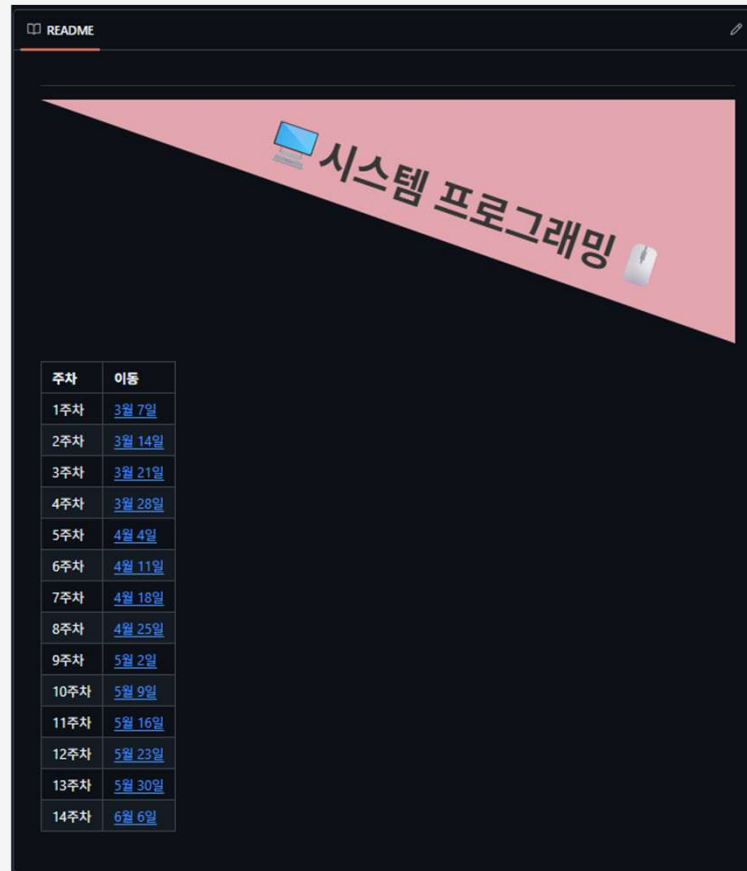 README
시스템 프로그래밍
주차 이동
1주차 3월 7일
2주차 3월 14일
3주차 3월 21일
4주차 3월 28일
5주차 4월 4일
6주차 4월 11일
7주차 4월 18일
8주차 4월 25일
9주차 5월 2일
10주차 5월 9일
11주차 5월 16일
12주차 5월 23일
13주차 5월 30일
14주차 6월 6일